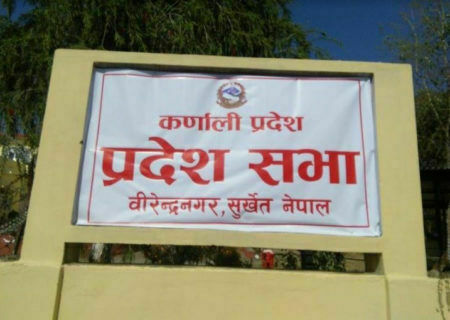 कर्णाली प्रदेश
प्रदेश सभा
वीरेन्द्रनगर, सुर्खेत नेपाल